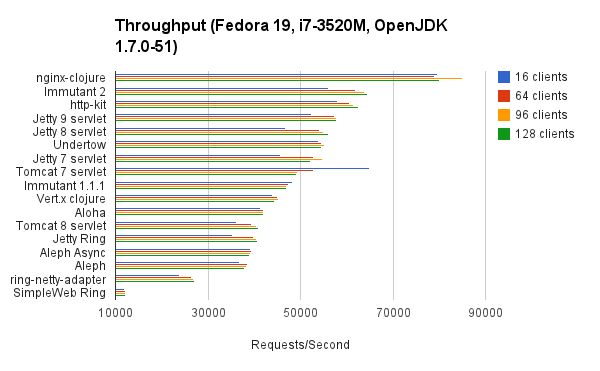 Throughput (Fedora 19, i7-3520M, OpenJDK
1.7.0-51)
nginx-clojure
Immutant 2
http-kit
Jetty 9 servlet
Jetty 8 servlet
Undertow
Jetty 7 servlet
Tomcat 7 servlet
Immutant 1.1.1
Vert.x clojure
Aloha
Tomcat 8 servlet
Jetty Ring
Aleph Async
Aleph
ring-netty-adapter
SimpleWeb Ring
16 clients
64 clients
96 clients
128 clients
10000 30000 50000 70000 90000
Requests/Second